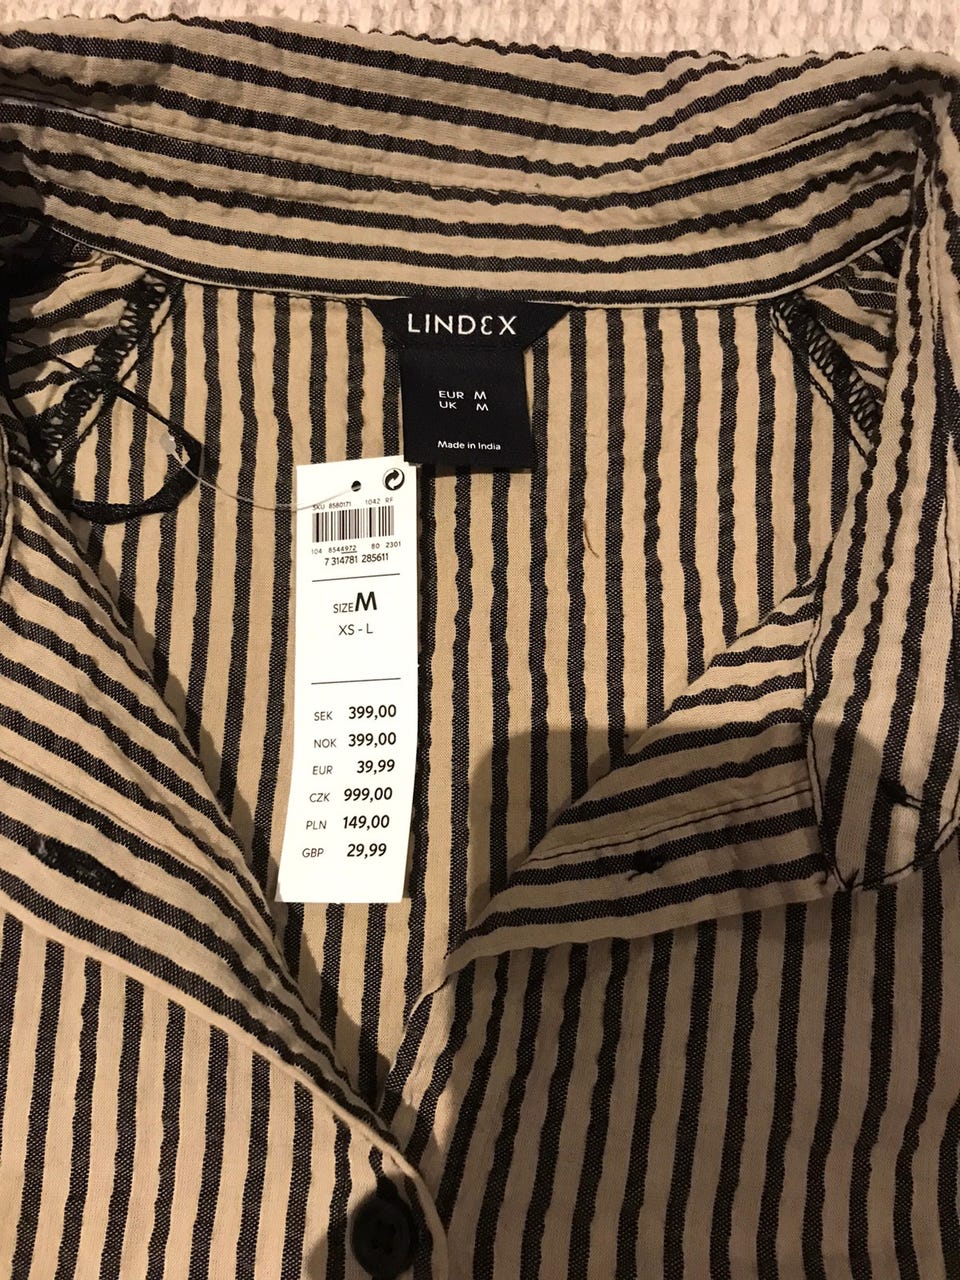 LINDEX
EUR M
UK M
Made in India
SKU 8580171 1042 RF
104 8544972 80 2301
7 314781 285611
SIZE M
XS - L
SEK 399,00
NOK 399,00
EUR 39,99
CZK 999,00
PLN 149,00
GBP 29,99